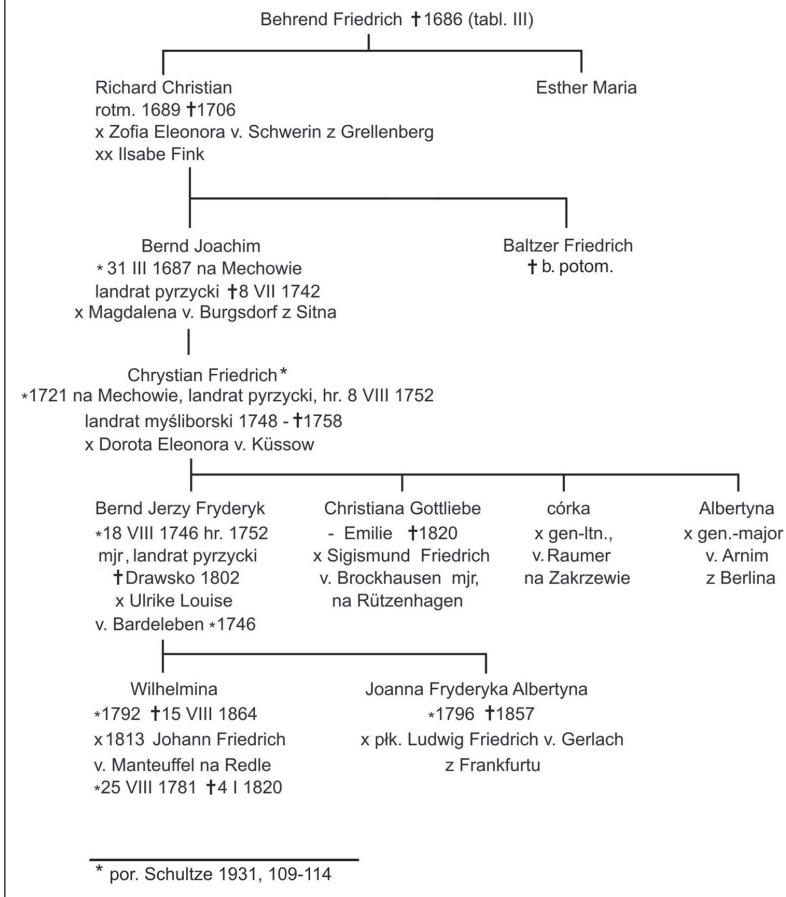 Behrend Friedrich ✝1686 (tabl. III)
Richard Christian
rotm. 1689 ✝1706
x Zofia Eleonora v. Schwerin z Grellenberg
xx Ilsabe Fink
Esther Maria
Bernd Joachim
* 31 III 1687 na Mechowie
landrat pyrzycki ✝8 VII 1742
x Magdalena v. Burgsdorf z Sitna
Baltzer Friedrich
✝ b. potom.
Chrystian Friedrich*
*1721 na Mechowie, landrat pyrzycki, hr. 8 VIII 1752
landrat myśliborski 1748 - ✝1758
x Dorota Eleonora v. Küssow
Bernd Jerzy Fryderyk
*18 VIII 1746 hr. 1752
mjr, landrat pyrzycki
✝Drawsko 1802
x Ulrike Louise
v. Bardeleben *1746
Christiana Gottliebe
- Emilie ✝1820
x Sigismund Friedrich
v. Brockhausen mjr,
na Rützenhagen
córka
x gen-ltn.,
v. Raumer
na Zakrzewie
Albertyna
x gen.-major
v. Arnim
z Berlina
Wilhelmina
*1792 ✝15 VIII 1864
x 1813 Johann Friedrich
v. Manteuffel na Redle
*25 VIII 1781 ✝4 I 1820
Joanna Fryderyka Albertyna
*1796 ✝1857
x płk. Ludwig Friedrich v. Gerlach
z Frankfurtu
* por. Schultze 1931, 109-114